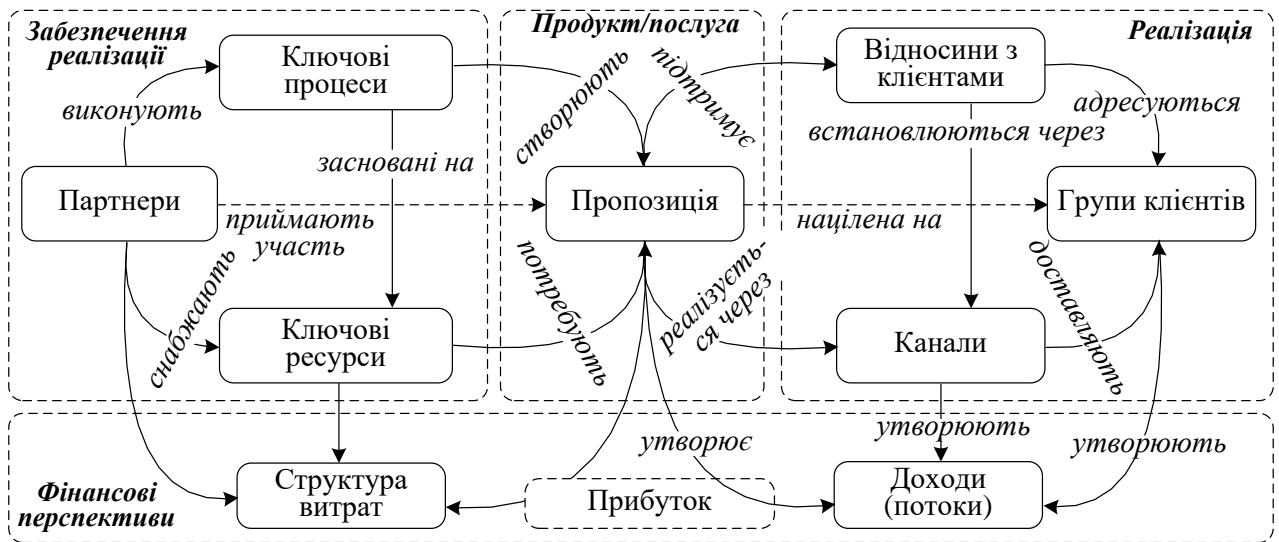 Забезпечення
реалізації
Ключові
процеси
виконують
засновані на
Партнери
приймають
участь
снабжають
Ключові
ресурси
Продукт/послуга
створюють
підтримує
Пропозиція
потребують
реалізуєть-
ся через
Реалізація
Відносини з
клієнтами
адресуються
встановлюються через
Групи клієнтів
націлена на
доставляють
Канали
Фінансові
перспективи
Структура
витрат
утворює
Прибуток
утворюють
Доходи
(потоки)
утворюють